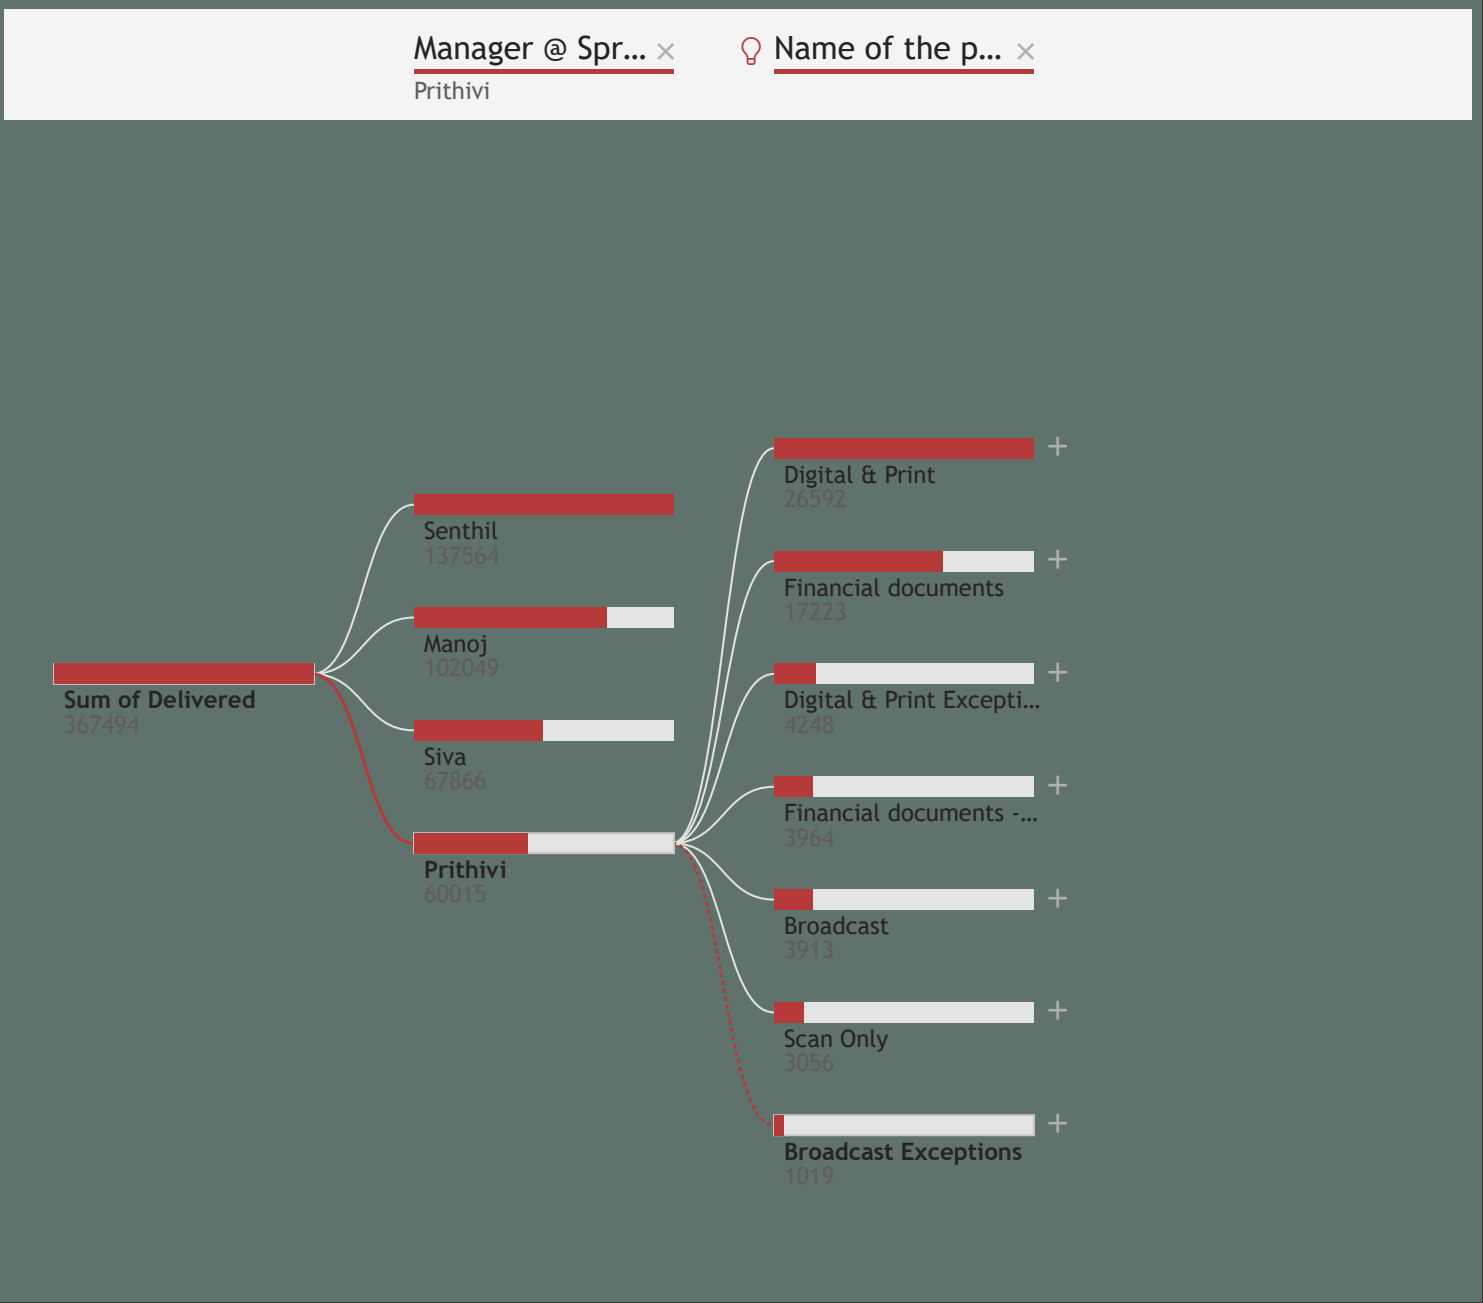 Manager @ Spr...
Name of the p...
Prithivi
Sum of Delivered
367494
Senthil
137564
Manoj
102049
Siva
67866
Prithivi
60015
Digital & Print
26592
Financial documents
17223
Digital & Print Excepti...
4248
Financial documents -...
3964
Broadcast
3913
Scan Only
3056
Broadcast Exceptions
1019